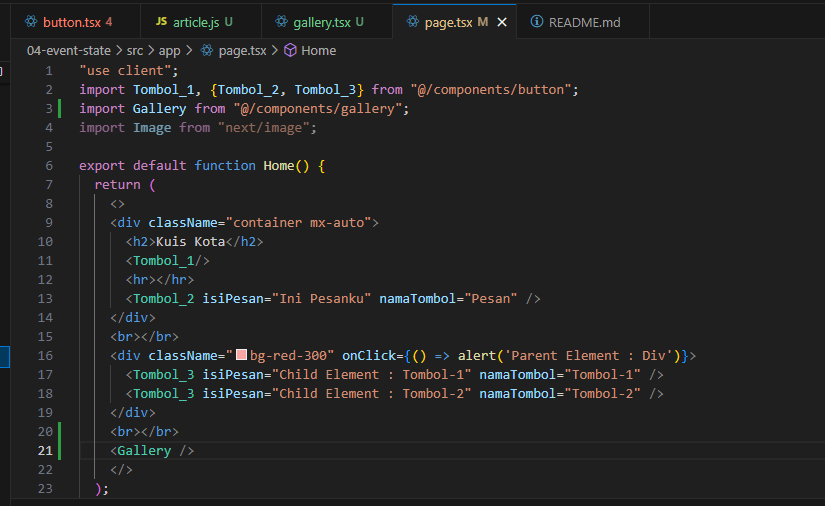 button.tsx 4 JS article.js U gallery.tsx U page.tsx M README.md
04-event-state > src > app > page.tsx > Home
1 "use client";
2 import Tombol_1, {Tombol_2, Tombol_3} from "@/components/button";
3 import Gallery from "@/components/gallery";
4 import Image from "next/image";
5
6 export default function Home() {
7 return (
8 <>
9 <div className="container mx-auto">
10 <h2>Kuis Kota</h2>
11 <Tombol_1/>
12 <hr></hr>
13 <Tombol_2 isiPesan="Ini Pesanku" namaTombol="Pesan" />
14 </div>
15 <br></br>
16 <div className="bg-red-300" onClick={() => alert('Parent Element : Div')}>
17 <Tombol_3 isiPesan="Child Element : Tombol-1" namaTombol="Tombol-1" />
18 <Tombol_3 isiPesan="Child Element : Tombol-2" namaTombol="Tombol-2" />
19 </div>
20 <br></br>
21 <Gallery />
22 </>
23 );